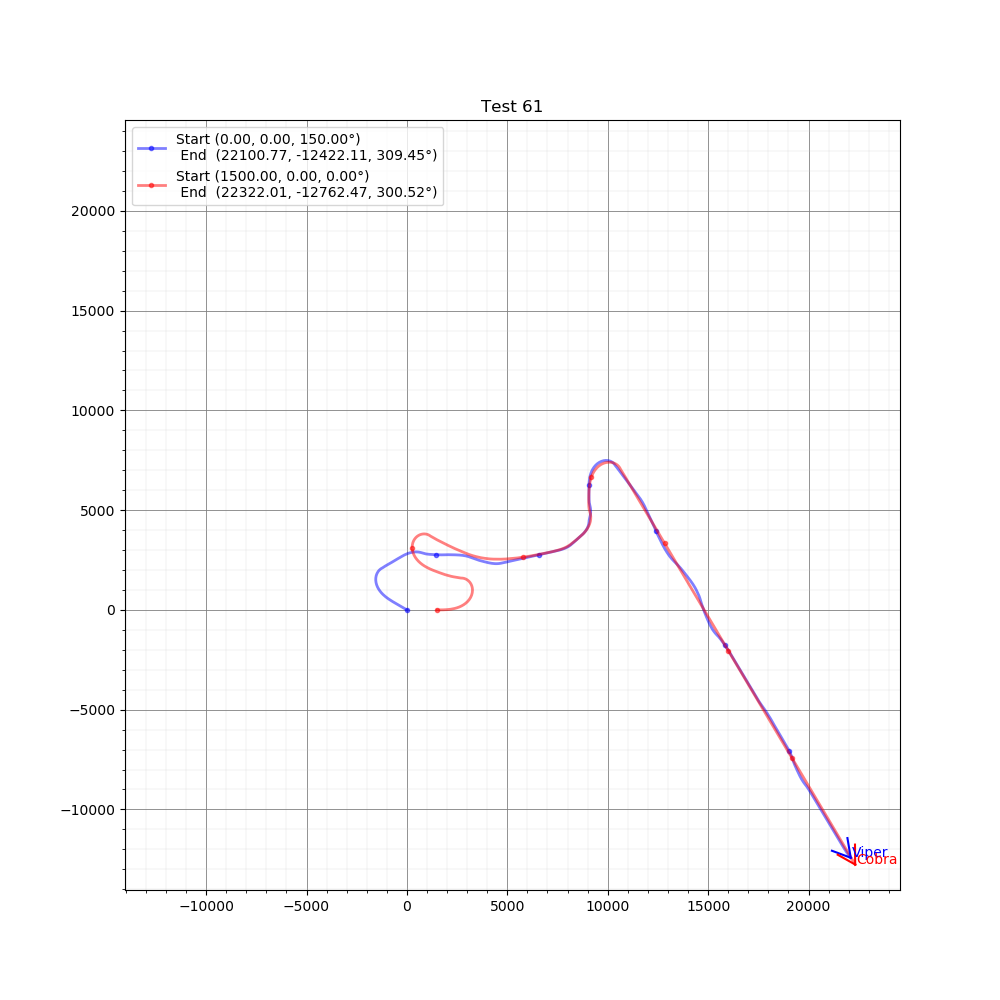 Test 61
Start (0.00, 0.00, 150.00°)
End  (22100.77, -12422.11, 309.45°)
Start (1500.00, 0.00, 0.00°)
End  (22322.01, -12762.47, 300.52°)
20000
15000
10000
5000
0
−5000
−10000
Viper
Cobra
−10000 −5000 0 5000 10000 15000 20000